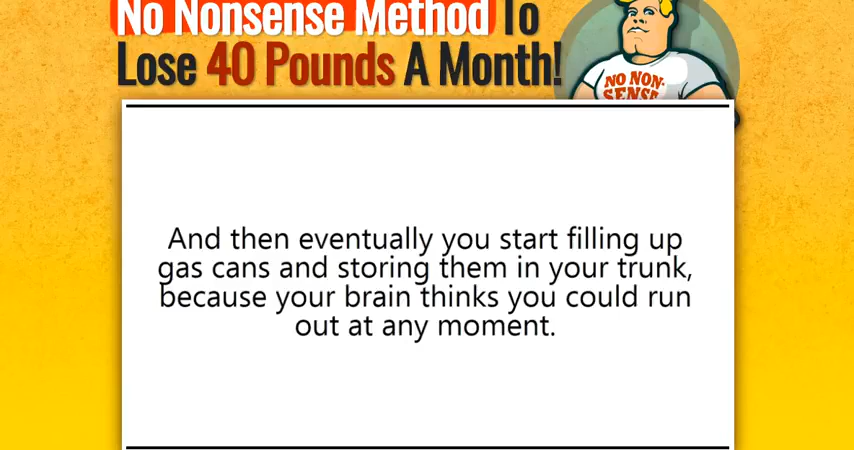 No Nonsense Method To
Lose 40 Pounds A Month!
NO NON-
SENSE
And then eventually you start filling up
gas cans and storing them in your trunk,
because your brain thinks you could run
out at any moment.